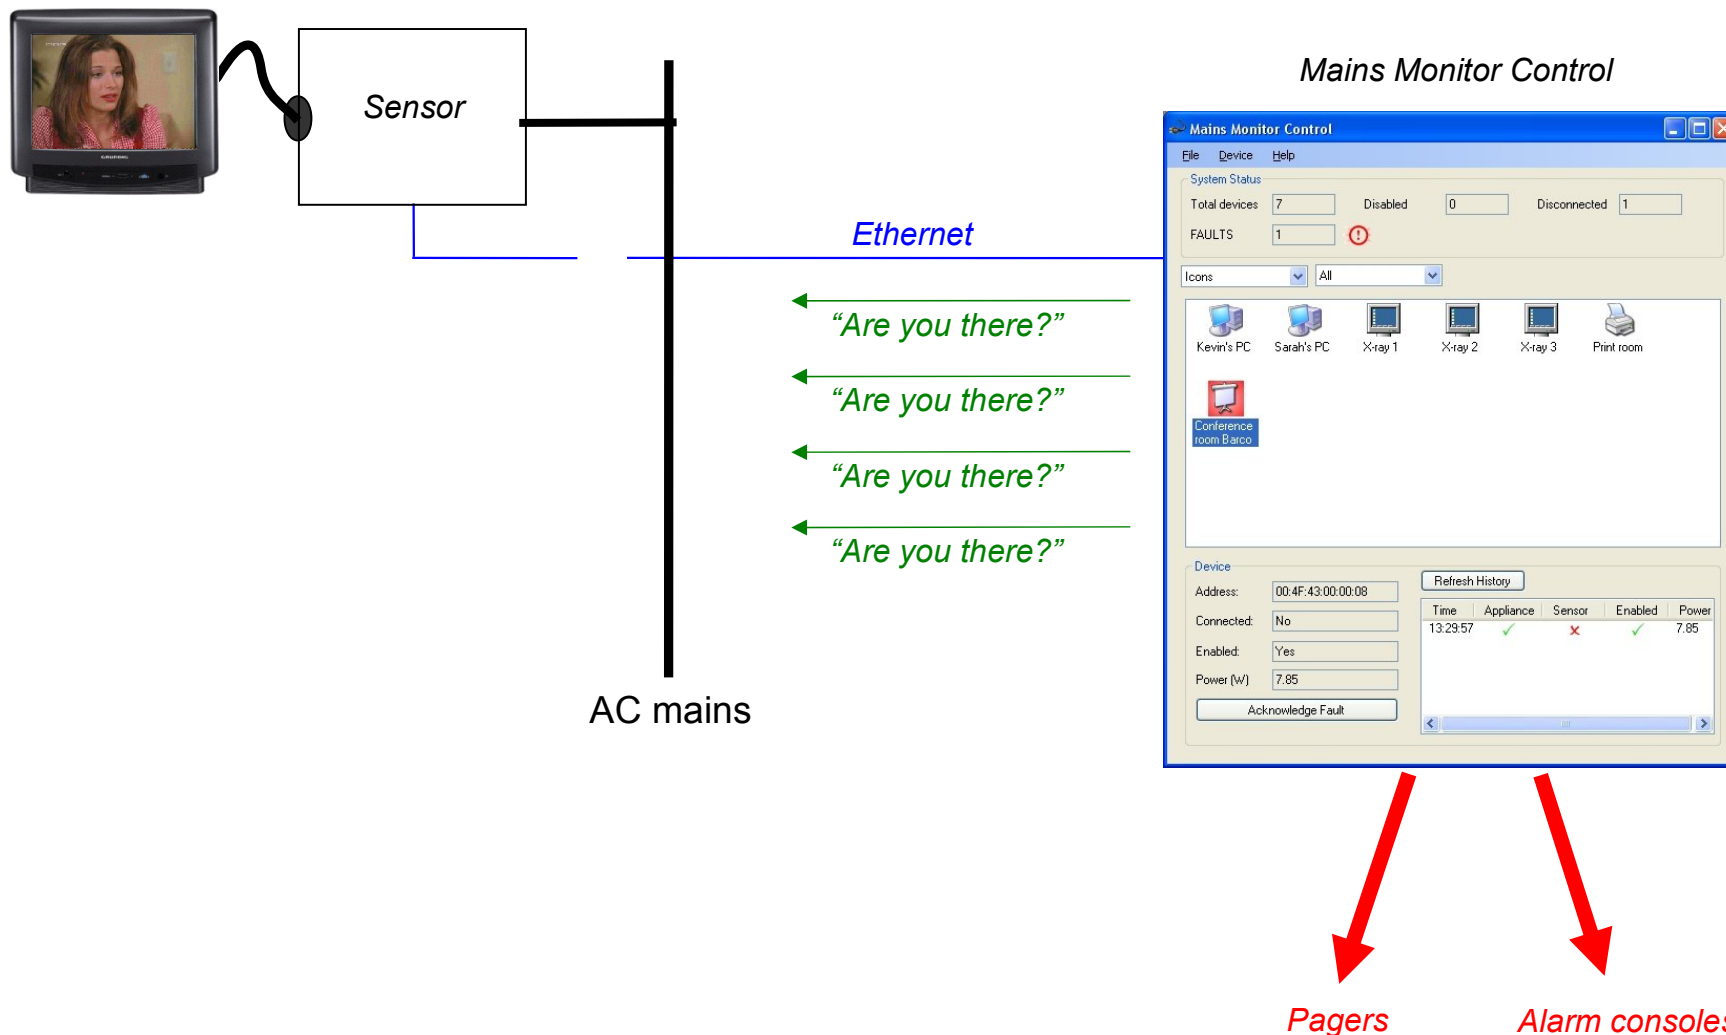 Sensor
GRUNDIG
Mains Monitor Control
Mains Monitor Control
File Device Help
System Status
Total devices 7 Disabled 0 Disconnected 1
FAULTS 1
Ethernet
Icons All
“Are you there?”
“Are you there?”
“Are you there?”
“Are you there?”
Kevin's PC Sarah's PC X-ray 1 X-ray 2 X-ray 3 Print room
Conference
room Barco
Device
Address: 00:4F:43:00:00:08
Connected: No
Enabled: Yes
Power (W) 7.85
Acknowledge Fault
Refresh History
Time Appliance Sensor Enabled Power
13:29:57 7.85
AC mains
Pagers
Alarm consoles